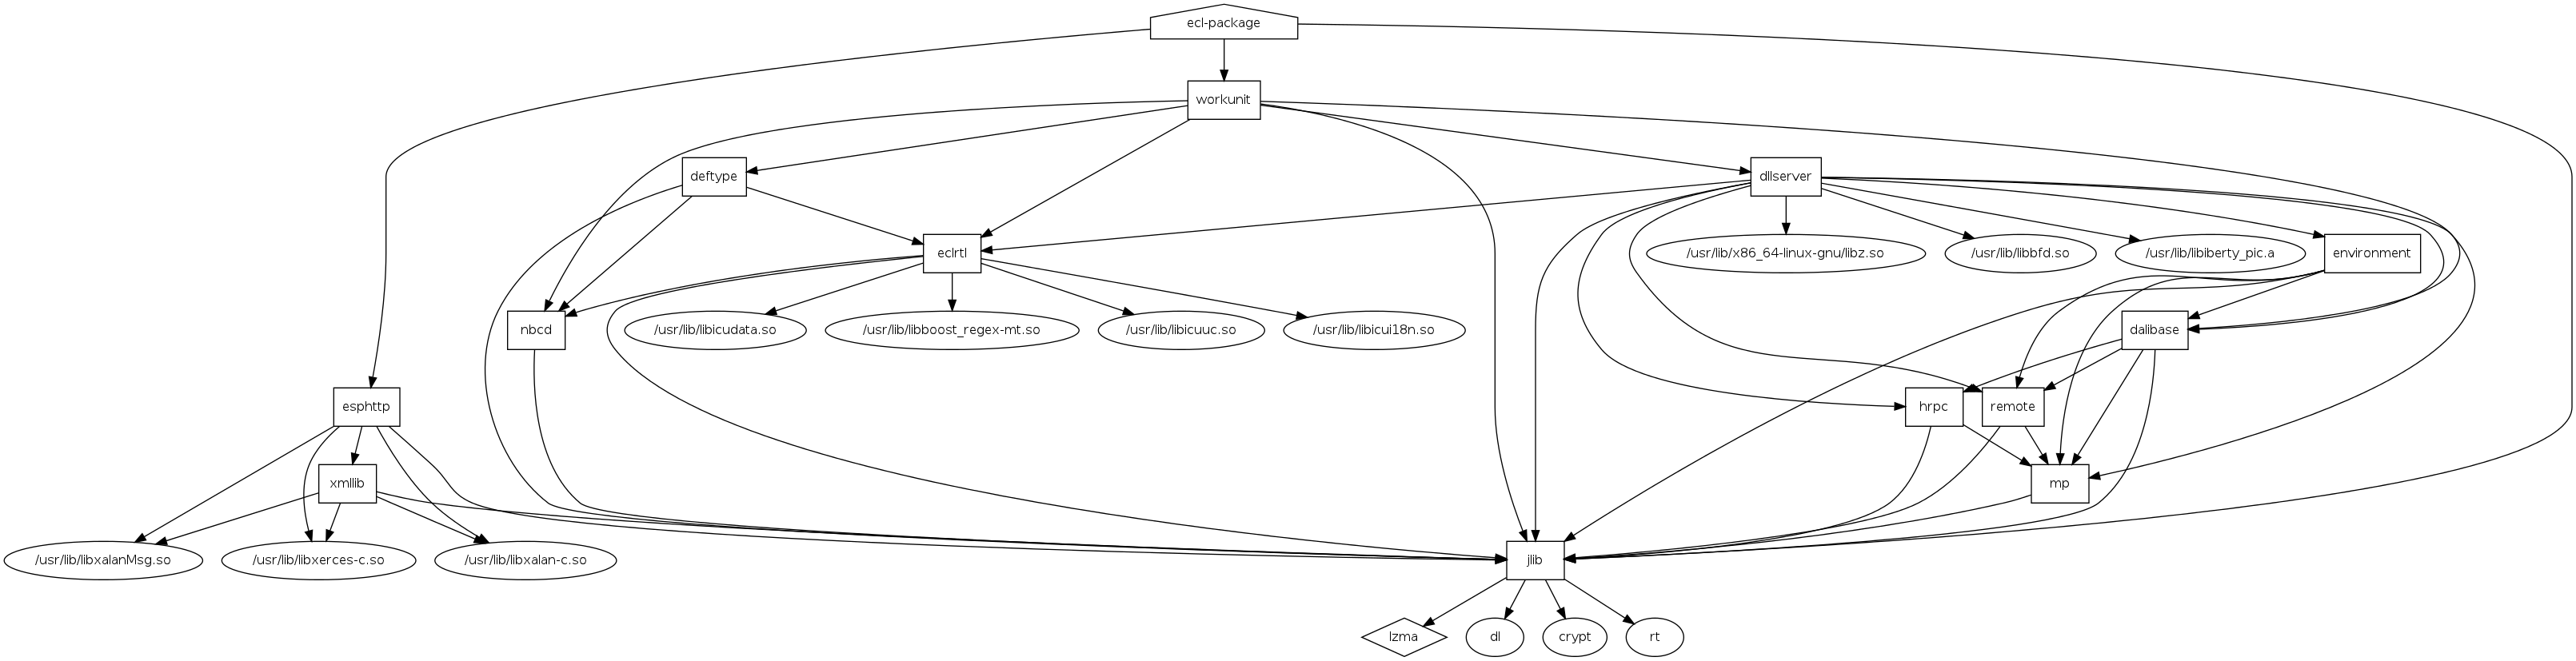 ecl-package
workunit
deftype
dllserver
eclrtl
/usr/lib/x86_64-linux-gnu/libz.so
/usr/lib/libbfd.so
/usr/lib/libiberty_pic.a
environment
nbcd
/usr/lib/libicudata.so
/usr/lib/libboost_regex-mt.so
/usr/lib/libicuuc.so
/usr/lib/libicui18n.so
dalibase
esphttp
hrpc
remote
xmllib
mp
/usr/lib/libxalanMsg.so
/usr/lib/libxerces-c.so
/usr/lib/libxalan-c.so
jlib
lzma
dl
crypt
rt